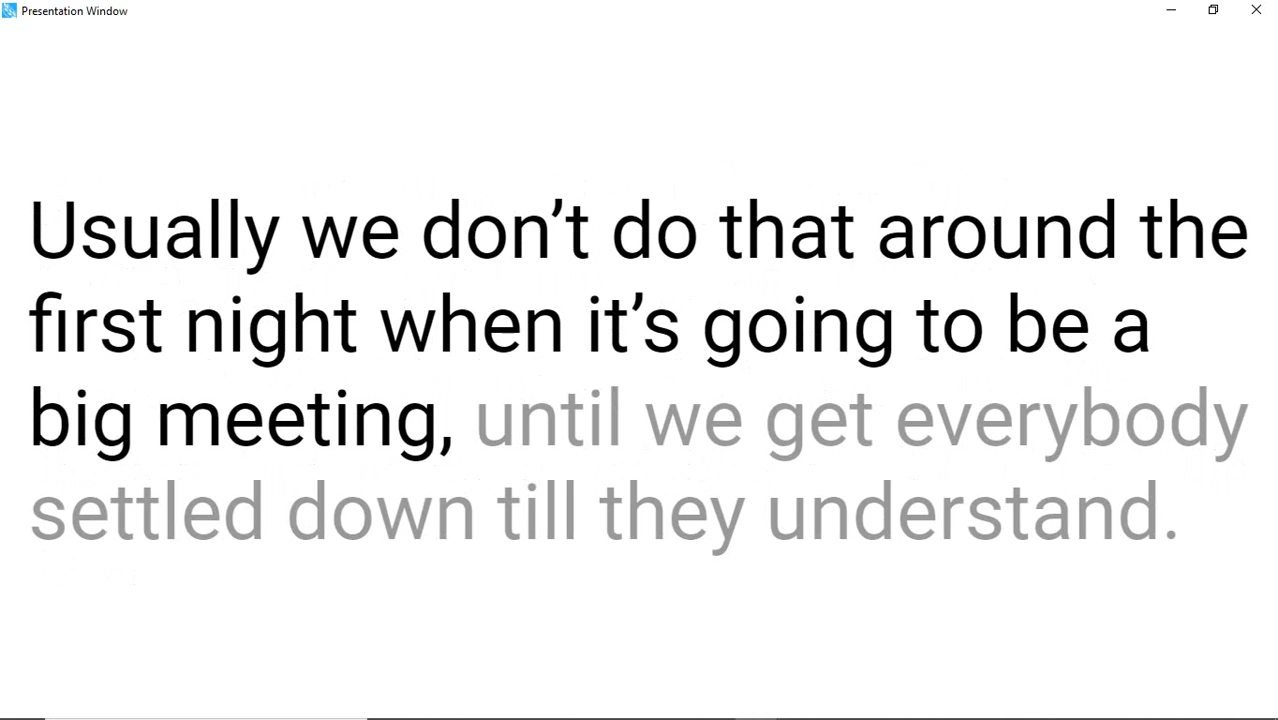 Presentation Window
Usually we don’t do that around the
first night when it’s going to be a
big meeting, until we get everybody
settled down till they understand.